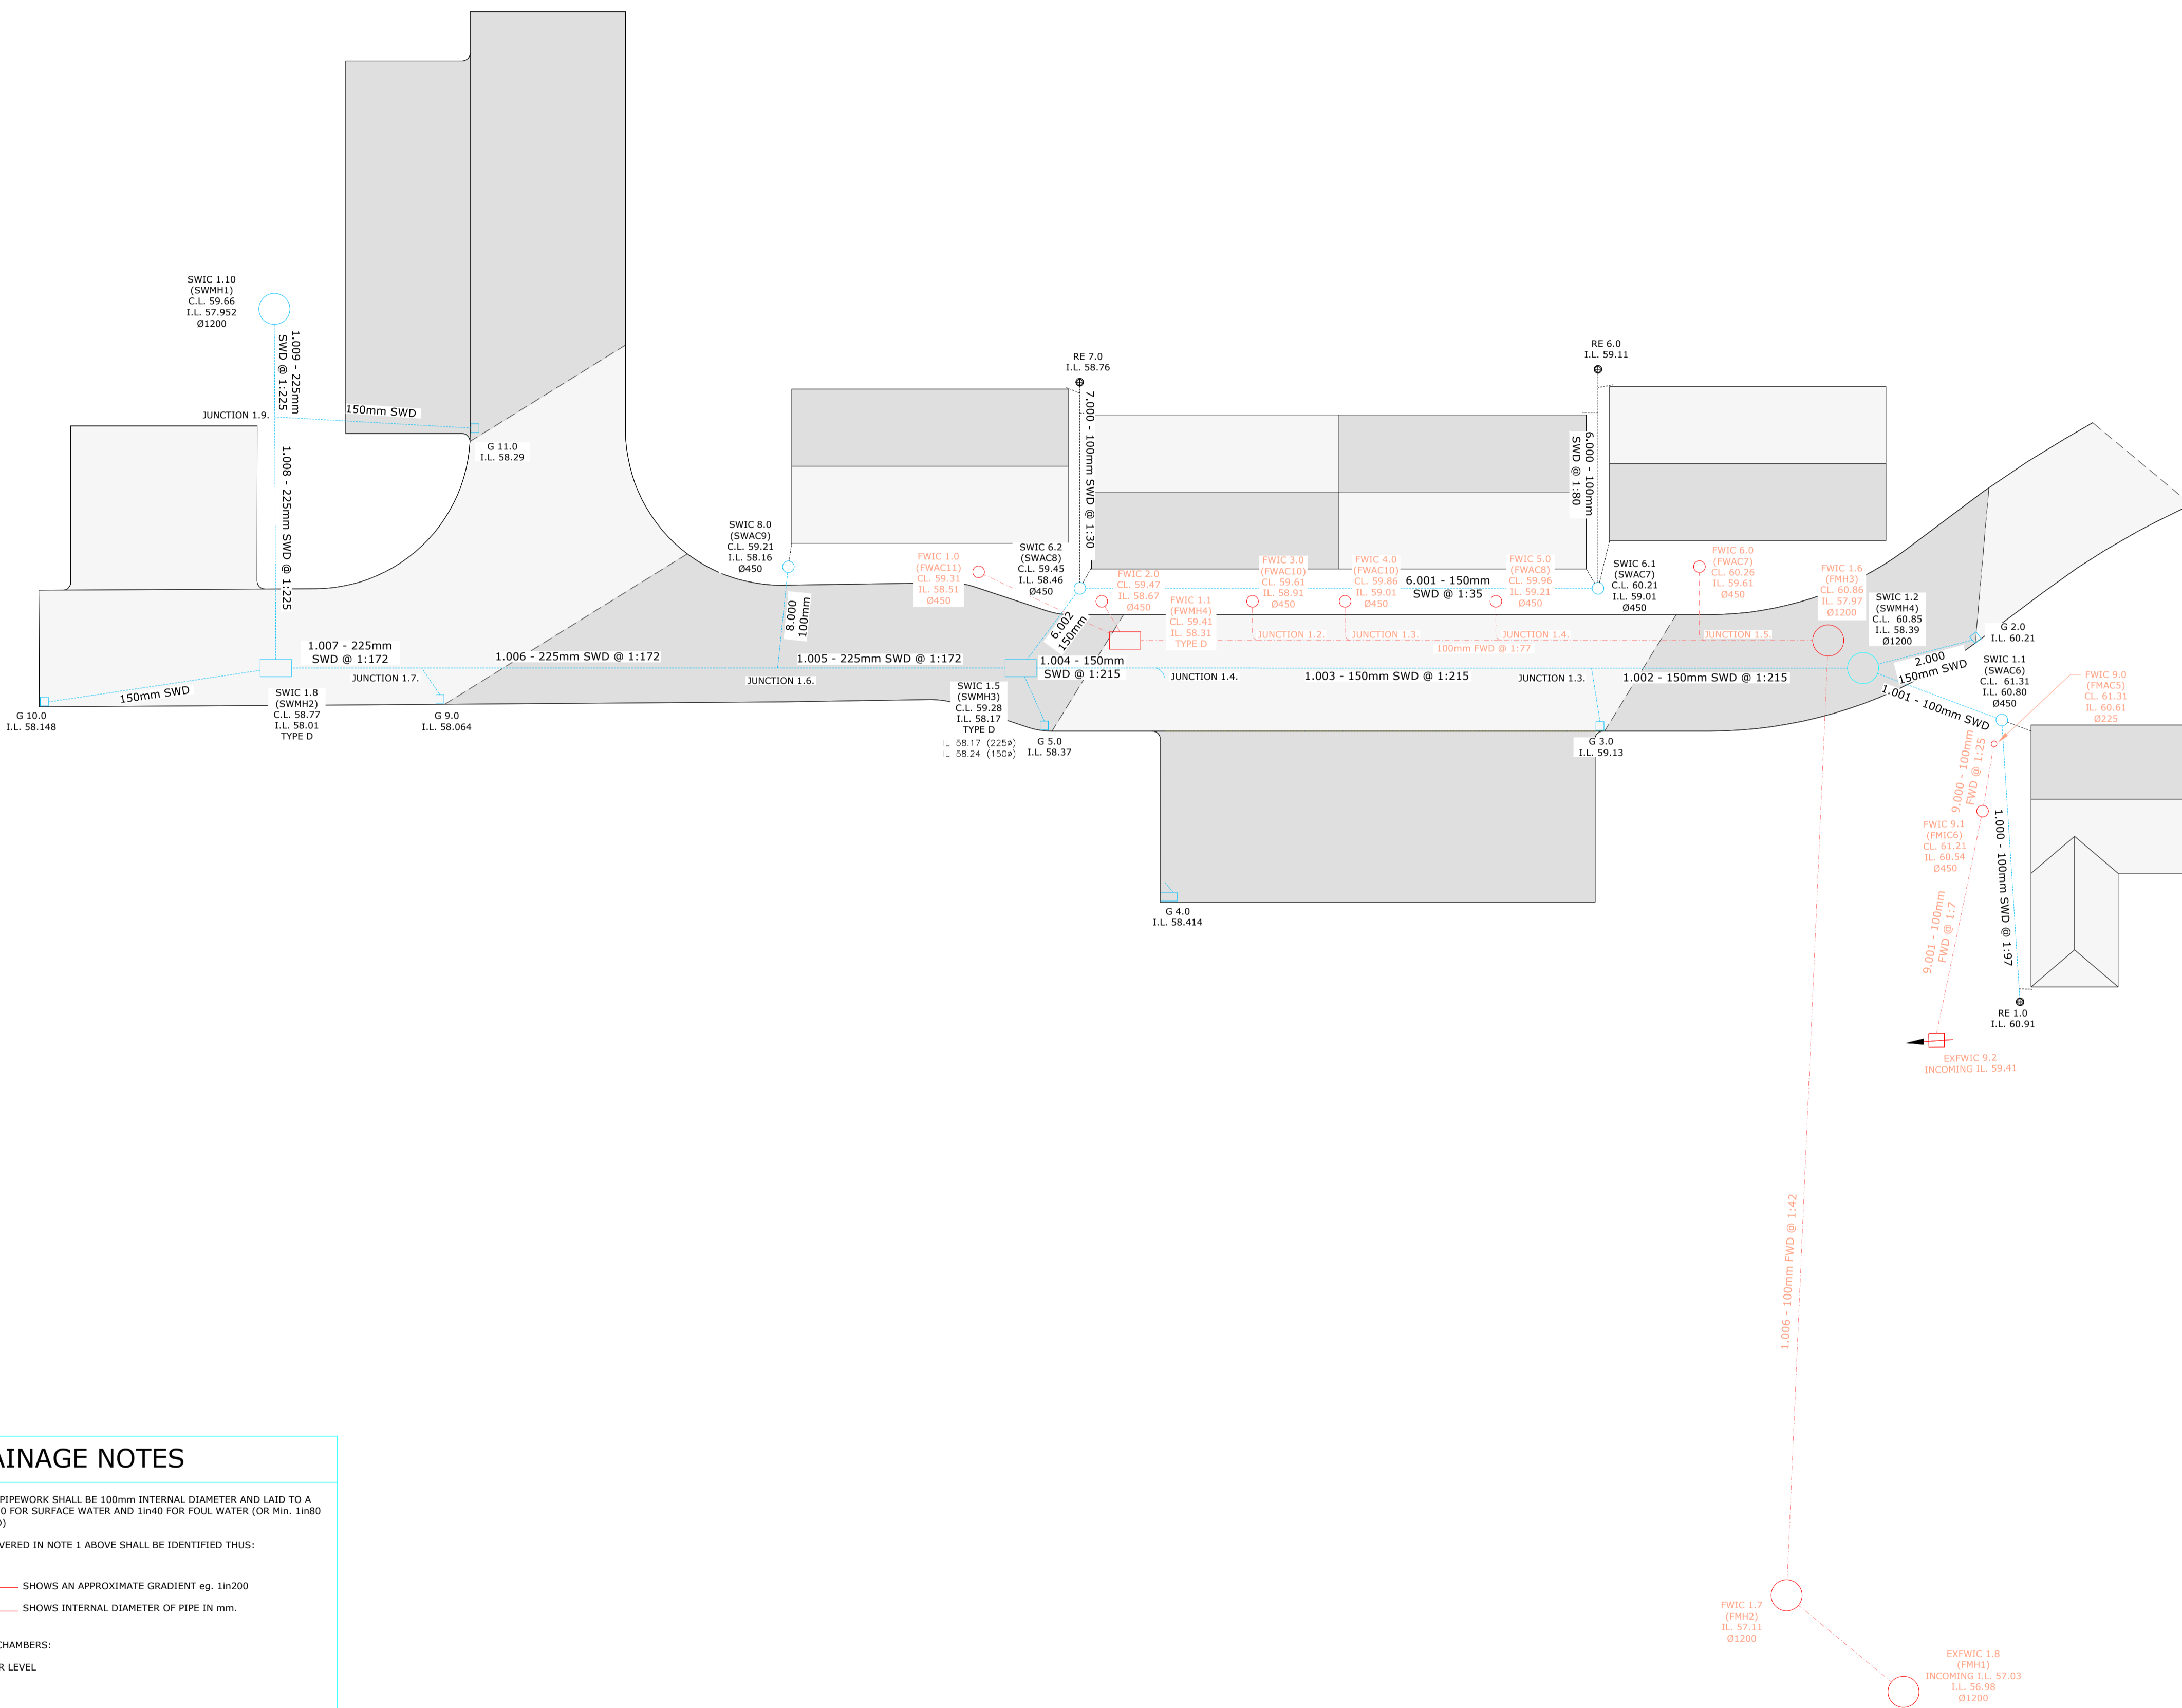 SWIC 1.10
(SWMH1)
C.L. 59.66
I.L. 57.952
Ø1200
1.009 - 225mm
SWD @ 1:225
JUNCTION 1.9.
150mm SWD
G 11.0
I.L. 58.29
1.008 - 225mm SWD @ 1:225
RE 7.0
I.L. 58.76
7.000 - 100mm SWD @ 1:30
RE 6.0
I.L. 59.11
6.000 - 100mm
SWD @ 1:80
SWIC 8.0
(SWAC9)
C.L. 59.21
I.L. 58.16
Ø450
8.000
100mm
FWIC 1.0
(FWAC11)
CL. 59.31
IL. 58.51
Ø450
SWIC 6.2
(SWAC8)
C.L. 59.45
I.L. 58.46
Ø450
6.002
150mm
FWIC 2.0
CL. 59.47
IL. 58.67
Ø450
FWIC 1.1
(FWMH4)
CL. 59.41
IL. 58.31
TYPE D
FWIC 3.0
(FWAC10)
CL. 59.61
IL. 58.91
Ø450
FWIC 4.0
(FWAC10)
CL. 59.86
IL. 59.01
Ø450
6.001 - 150mm
SWD @ 1:35
FWIC 5.0
(FWAC8)
CL. 59.96
IL. 59.21
Ø450
SWIC 6.1
(SWAC7)
C.L. 60.21
I.L. 59.01
Ø450
FWIC 6.0
(FWAC7)
CL. 60.26
IL. 59.61
Ø450
FWIC 1.6
(FMH3)
CL. 60.86
IL. 57.97
Ø1200
SWIC 1.2
(SWMH4)
C.L. 60.85
I.L. 58.39
Ø1200
G 2.0
I.L. 60.21
JUNCTION 1.2.
JUNCTION 1.3.
JUNCTION 1.4.
JUNCTION 1.5.
100mm FWD @ 1:77
1.007 - 225mm
SWD @ 1:172
1.006 - 225mm SWD @ 1:172
1.005 - 225mm SWD @ 1:172
1.004 - 150mm
SWD @ 1:215
1.003 - 150mm SWD @ 1:215
1.002 - 150mm SWD @ 1:215
JUNCTION 1.7.
JUNCTION 1.6.
JUNCTION 1.4.
JUNCTION 1.3.
2.000
150mm SWD
1.001 - 100mm SWD
SWIC 1.1
(SWAC6)
C.L. 61.31
I.L. 60.80
Ø450
FWIC 9.0
(FMAC5)
CL. 61.31
IL. 60.61
Ø225
150mm SWD
G 10.0
I.L. 58.148
SWIC 1.8
(SWMH2)
C.L. 58.77
I.L. 58.01
TYPE D
G 9.0
I.L. 58.064
SWIC 1.5
(SWMH3)
C.L. 59.28
I.L. 58.17
TYPE D
IL 58.17 (225ø)
IL 58.24 (150ø)
G 5.0
I.L. 58.37
G 3.0
I.L. 59.13
G 4.0
I.L. 58.414
9.000 - 100mm
FWD @ 1:25
FWIC 9.1
(FMIC6)
CL. 61.21
IL. 60.54
Ø450
9.001 - 100mm
FWD @ 1:7
1.000 - 100mm SWD @ 1:97
RE 1.0
I.L. 60.91
EXFWIC 9.2
INCOMING IL. 59.41
1.006 - 100mm FWD @ 1:42
FWIC 1.7
(FMH2)
IL. 57.11
Ø1200
EXFWIC 1.8
(FMH1)
INCOMING I.L. 57.03
I.L. 56.98
Ø1200
AINAGE NOTES
PIPEWORK SHALL BE 100mm INTERNAL DIAMETER AND LAID TO A
0 FOR SURFACE WATER AND 1in40 FOR FOUL WATER (OR Min. 1in80
VERED IN NOTE 1 ABOVE SHALL BE IDENTIFIED THUS:
SHOWS AN APPROXIMATE GRADIENT eg. 1in200
SHOWS INTERNAL DIAMETER OF PIPE IN mm.
CHAMBERS:
R LEVEL